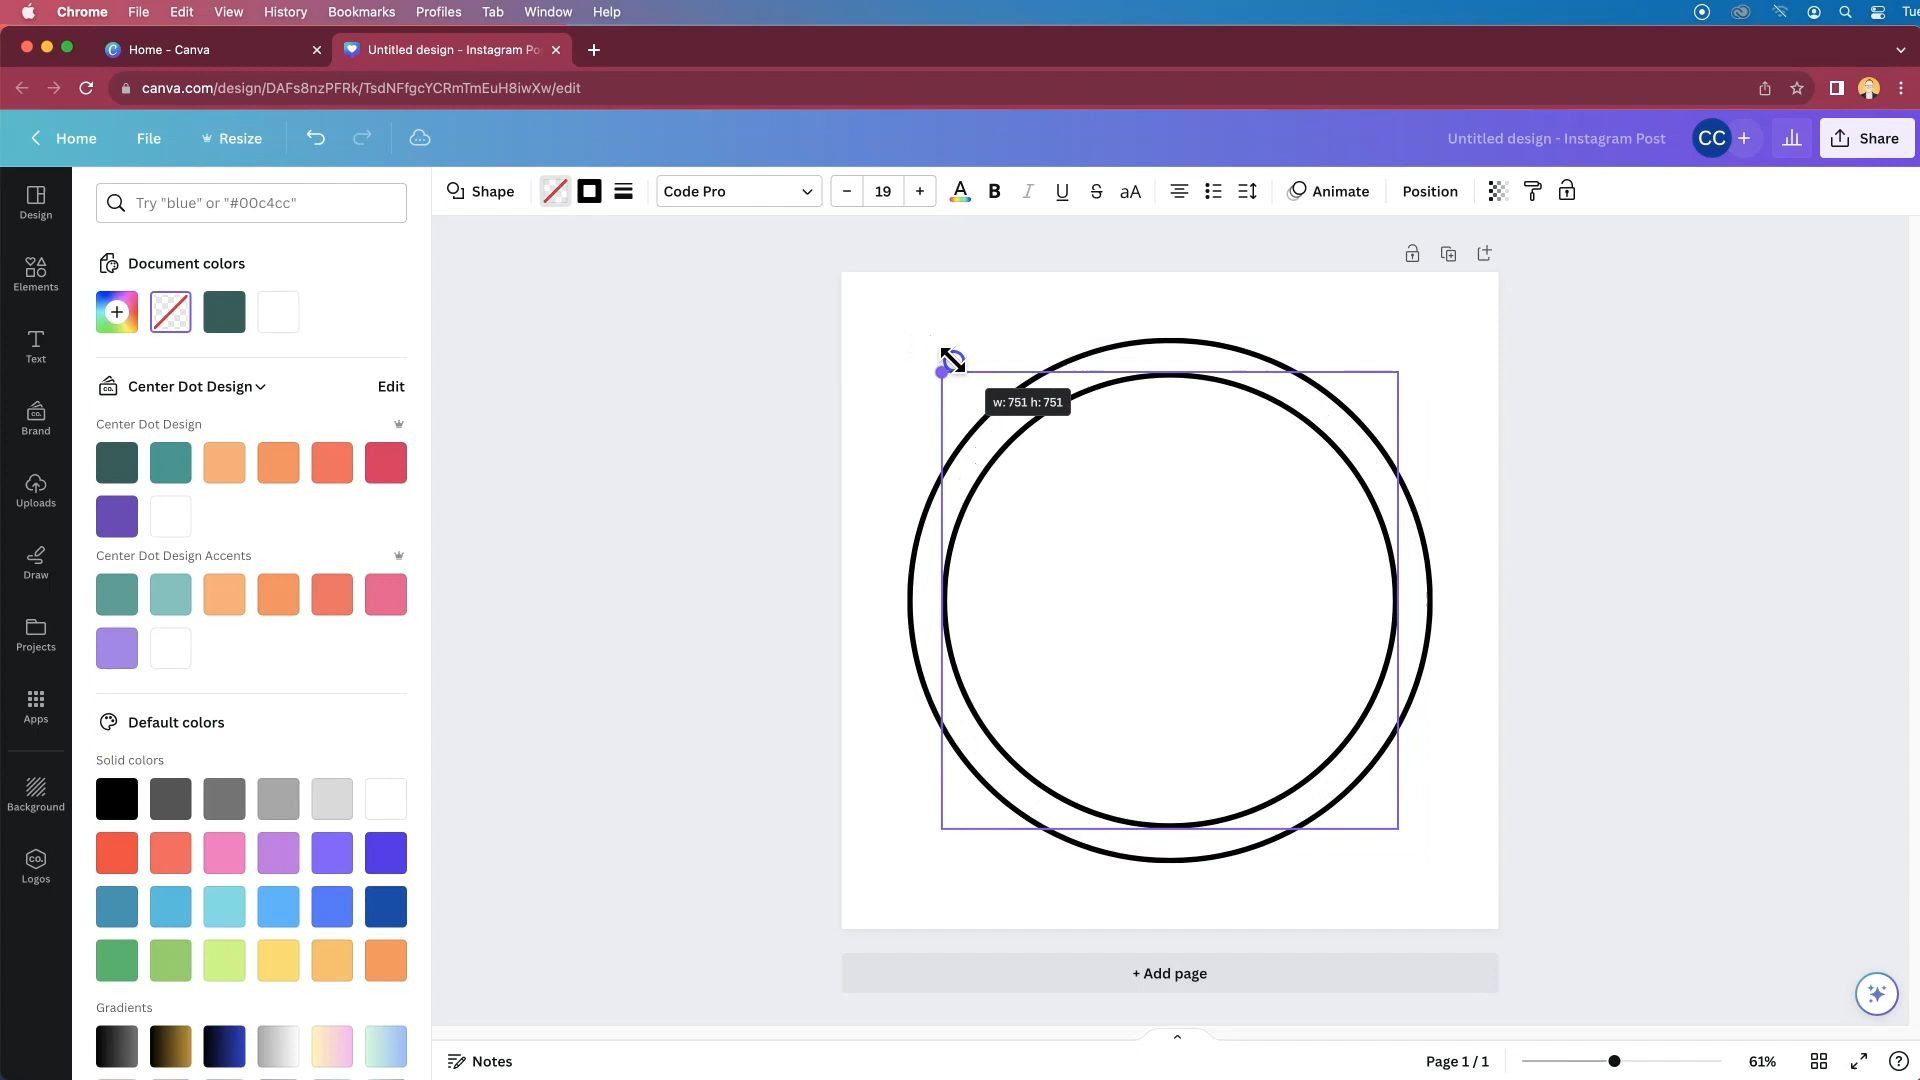 Chrome File Edit View History Bookmarks Profiles Tab Window Help Tue
Home - Canva
Untitled design - Instagram Po
canva.com/design/DAFs8nzPFRk/TsdNFfgcYCRmTmEuH8iwXw/edit
Home File Resize
Untitled design - Instagram Post CC + Share
Design
Elements
Text
Brand
Uploads
Draw
Projects
Apps
Background
Logos
Try "blue" or "#00c4cc"
Document colors
Center Dot Design Edit
Center Dot Design
Center Dot Design Accents
Default colors
Solid colors
Gradients
Shape Code Pro − 19 + A B I U S aA Animate Position
w: 751 h: 751
+ Add page
Notes
Page 1 / 1 61%